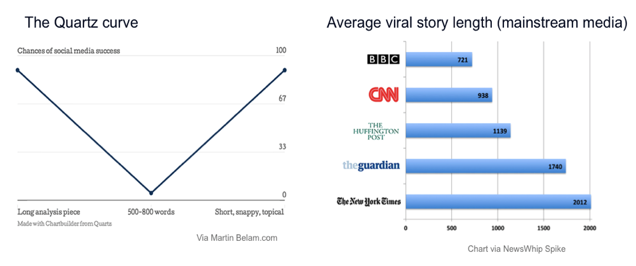 The Quartz curve
Chances of social media success
100
67
33
0
Long analysis piece
500-800 words
Short, snappy, topical
Made with Chartbuilder from Quartz
Via Martin Belam.com
Average viral story length (mainstream media)
BBC
721
CNN
938
THE
HUFFINGTON
POST
1139
theguardian
1740
The New York Times
2012
0
500
1000
1500
2000
Chart via NewsWhip Spike